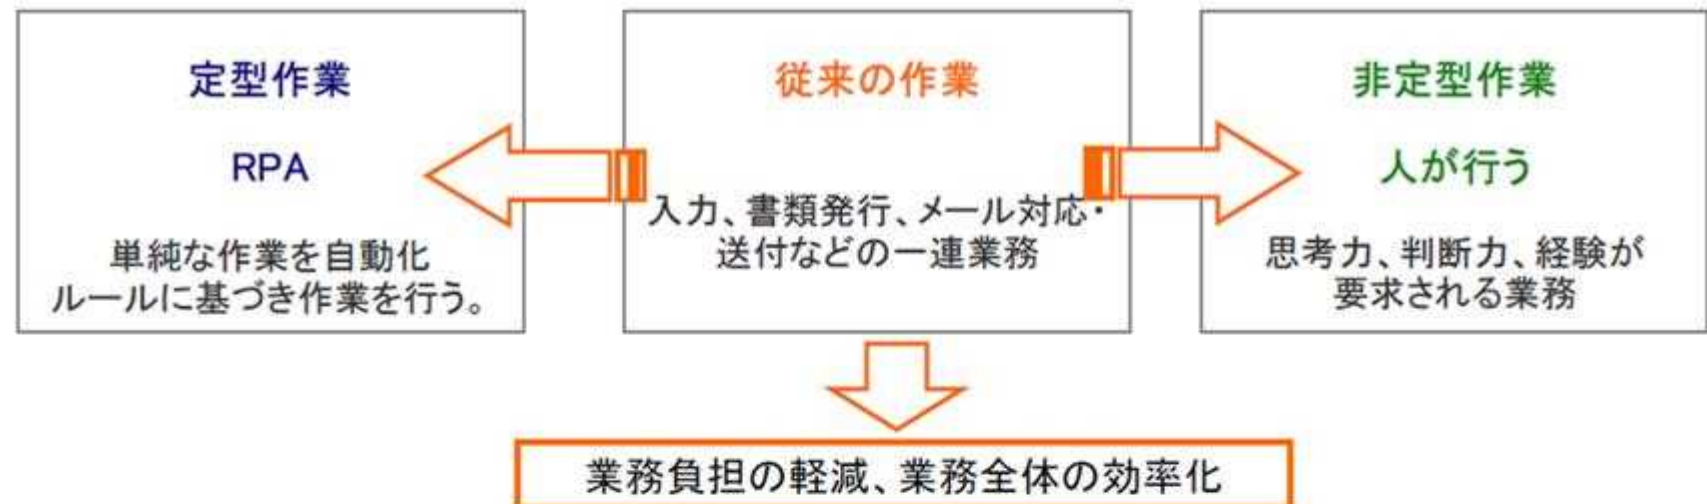 定型作業
RPA
単純な作業を自動化
ルールに基づき作業を行う。
従来の作業
入力、書類発行、メール対応・
送付などの一連業務
非定型作業
人が行う
思考力、判断力、経験が
要求される業務
業務負担の軽減、業務全体の効率化